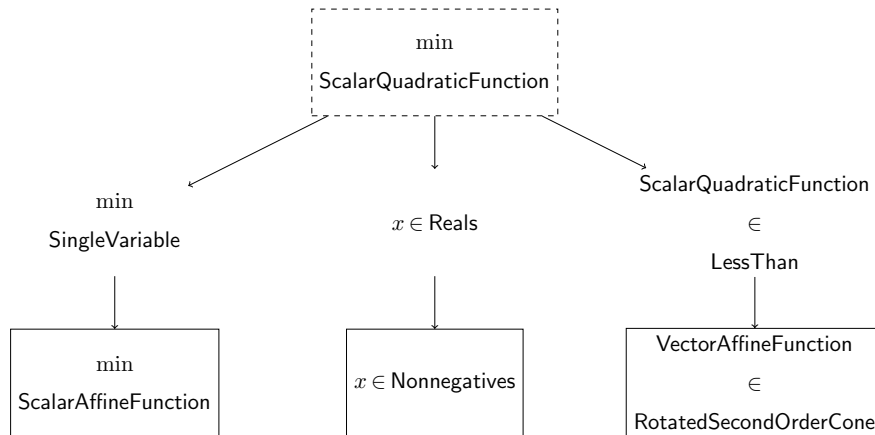 min
ScalarQuadraticFunction
min
SingleVariable
x ∈ Reals
ScalarQuadraticFunction
∈
LessThan
min
ScalarAffineFunction
x ∈ Nonnegatives
VectorAffineFunction
∈
RotatedSecondOrderCone